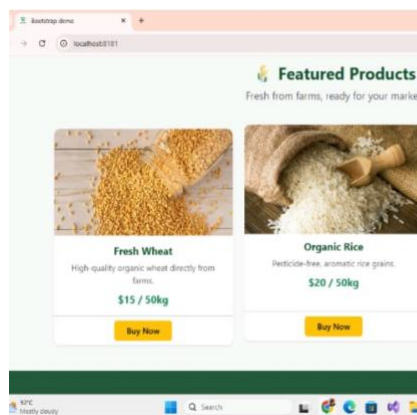 Bootstrap demo
localhost:8181
Featured Products
Fresh from farms, ready for your marke
Fresh Wheat
High-quality organic wheat directly from
farms.
$15 / 50kg
Buy Now
Organic Rice
Pesticide-free, aromatic rice grains.
$20 / 50kg
Buy Now
Mostly cloudy
Search